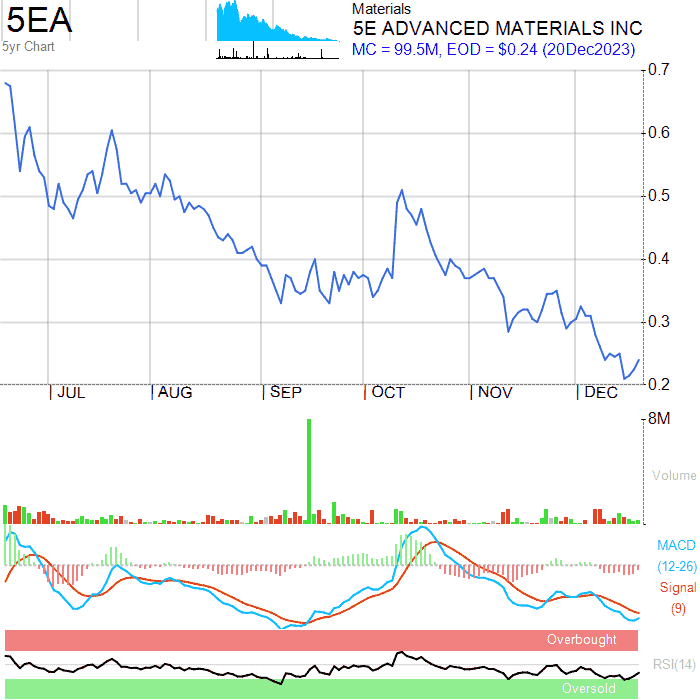 5EA
5yr Chart
Materials
5E ADVANCED MATERIALS INC
MC = 99.5M, EOD = $0.24 (20Dec2023)
0.7
0.6
0.5
0.4
0.3
0.2
JUL AUG SEP OCT NOV DEC
8M
Volume
MACD
(12-26)
Signal
(9)
Overbought
RSI(14)
Oversold